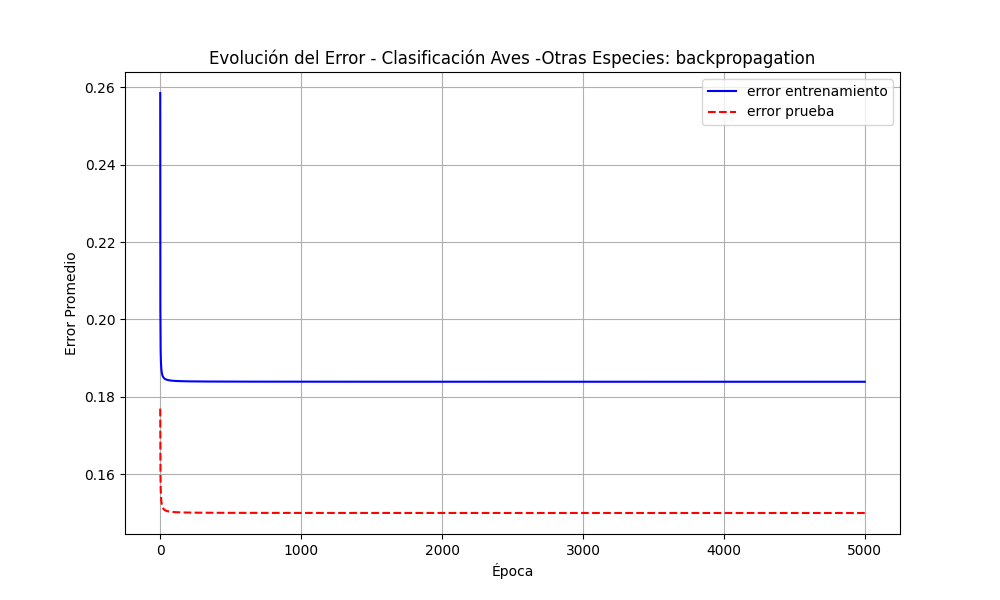 Evolución del Error - Clasificación Aves -Otras Especies: backpropagation
error entrenamiento
error prueba
Error Promedio
0.26
0.24
0.22
0.20
0.18
0.16
0
1000
2000
3000
4000
5000
Época